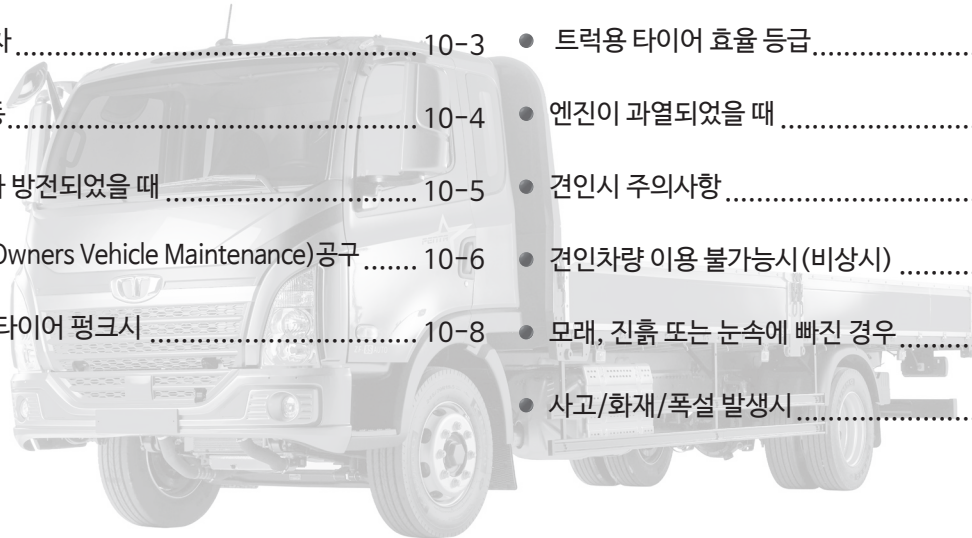 10-3
10-4
방전되었을 때 10-5
Owners Vehicle Maintenance)공구 10-6
타이어 펑크시 10-8
● 트럭용 타이어 효율 등급
● 엔진이 과열되었을 때
● 견인시 주의사항
● 견인차량 이용 불가능시(비상시)
● 모래, 진흙 또는 눈속에 빠진 경우
● 사고/화재/폭설 발생시